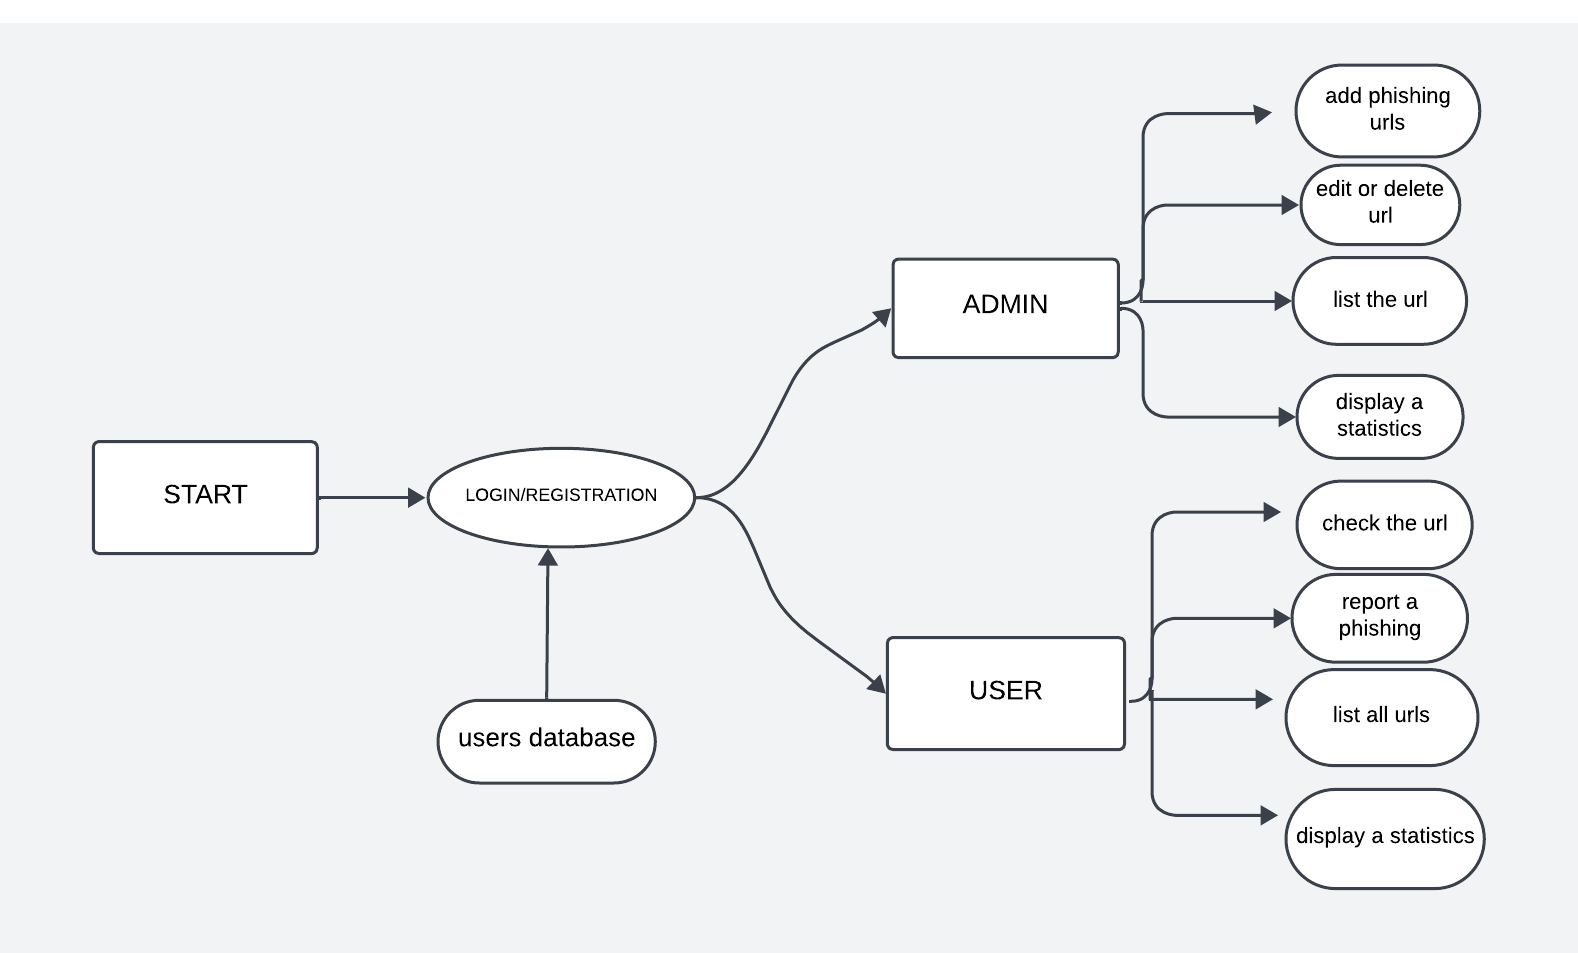 START
LOGIN/REGISTRATION
users database
ADMIN
add phishing
urls
edit or delete
url
list the url
display a
statistics
USER
check the url
report a
phishing
list all urls
display a statistics